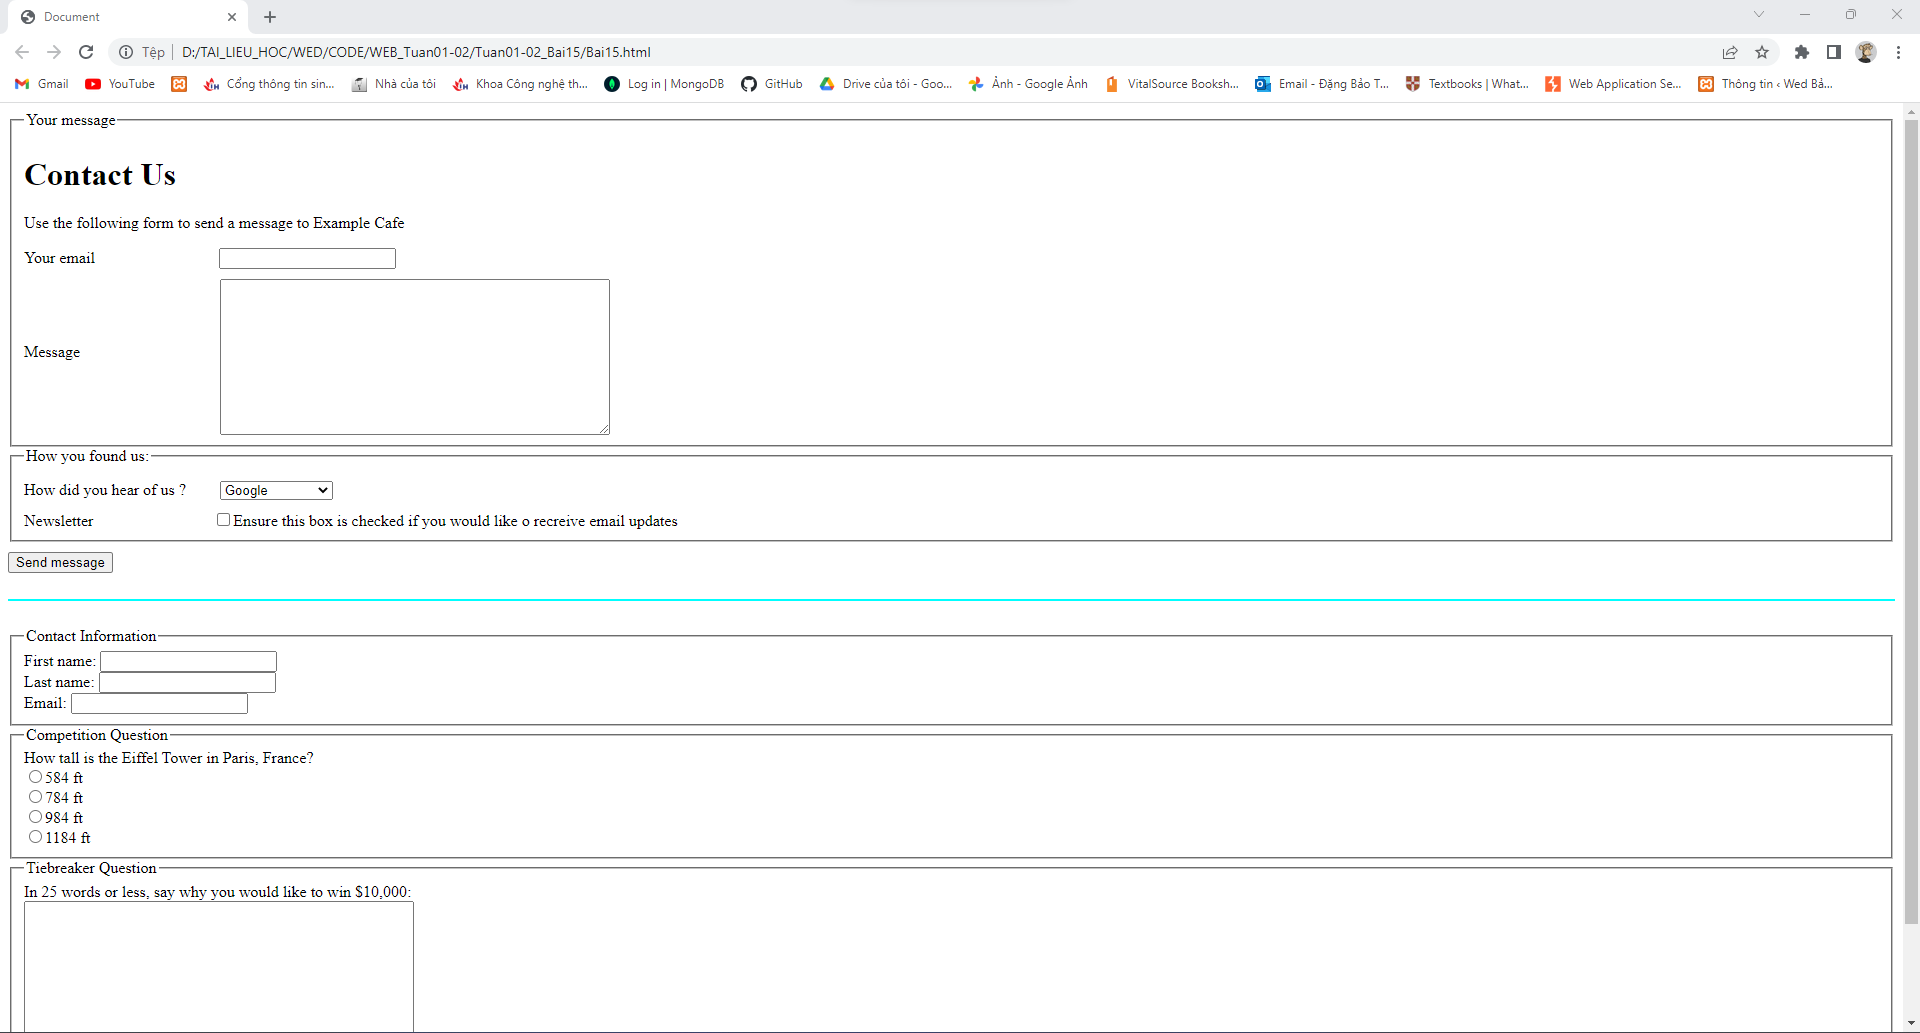 Document
Tệp D:/TAI_LIEU_HOC/WED/CODE/WEB_Tuan01-02/Tuan01-02_Bai15/Bai15.html
Gmail YouTube Cổng thông tin sin... Nhà của tôi Khoa Công nghệ th... Log in | MongoDB GitHub Drive của tôi - Goo... Ảnh - Google Ảnh VitalSource Booksh... Email - Đặng Bảo T... Textbooks | What... Web Application Se... Thông tin ‹ Wed Bả...
Your message
Contact Us
Use the following form to send a message to Example Cafe
Your email
Message
How you found us:
How did you hear of us ? Google
Newsletter Ensure this box is checked if you would like o recreive email updates
Send message
Contact Information
First name:
Last name:
Email:
Competition Question
How tall is the Eiffel Tower in Paris, France?
584 ft
784 ft
984 ft
1184 ft
Tiebreaker Question
In 25 words or less, say why you would like to win $10,000: